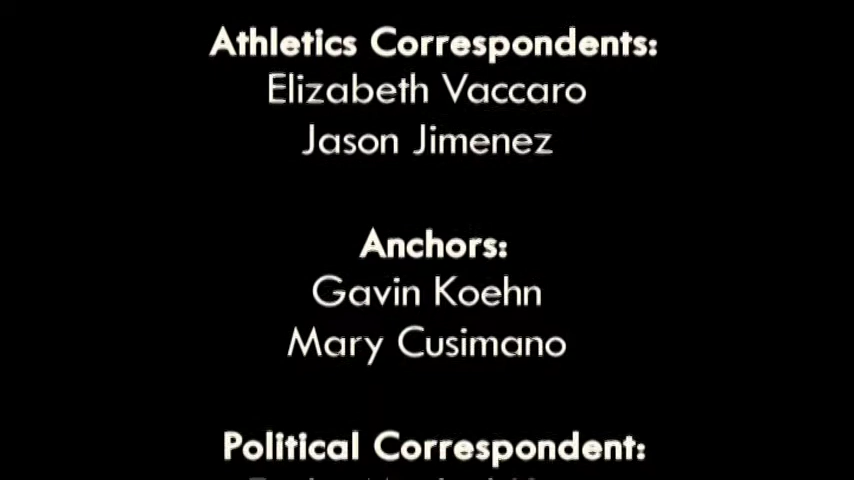 Athletics Correspondents:
Elizabeth Vaccaro
Jason Jimenez
Anchors:
Gavin Koehn
Mary Cusimano
Political Correspondent: